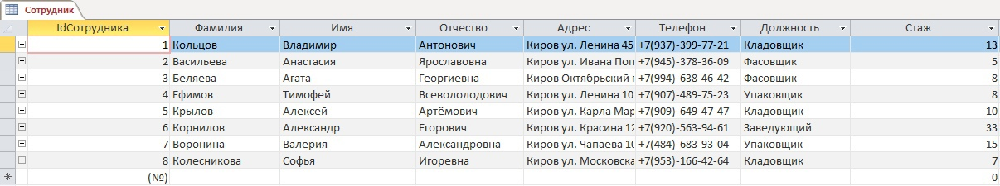 Сотрудник
IdСотрудника Фамилия Имя Отчество Адрес Телефон Должность Стаж
1 Кольцов Владимир Антонович Киров ул. Ленина 45 +7(937)-399-77-21 Кладовщик 13
2 Васильева Анастасия Ярославовна Киров ул. Ивана Поп +7(945)-378-36-09 Фасовщик 5
3 Беляева Агата Георгиевна Киров Октябрьский п +7(994)-638-46-42 Фасовщик 8
4 Ефимов Тимофей Всевололодович Киров ул. Ленина 10 +7(907)-489-75-23 Упаковщик 8
5 Крылов Алексей Артёмович Киров ул. Карла Мар +7(909)-649-47-47 Кладовщик 10
6 Корнилов Александр Егорович Киров ул. Красина 12 +7(920)-563-94-61 Заведующий 33
7 Воронина Валерия Александровна Киров ул. Чапаева 10 +7(484)-683-93-04 Упаковщик 15
8 Колесникова Софья Игоревна Киров ул. Московска +7(953)-166-42-64 Кладовщик 7
(№) 0